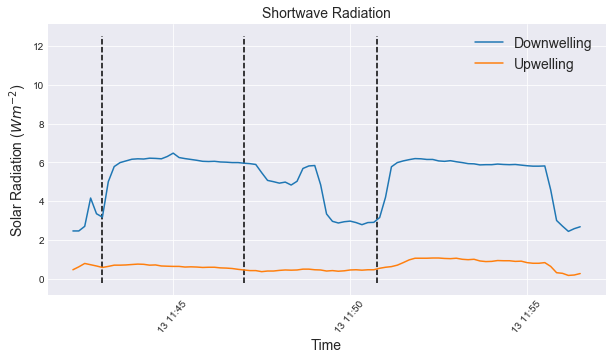 Shortwave Radiation
Solar Radiation ($Wm^{-2}$)
12
10
8
6
4
2
0
Downwelling
Upwelling
13 11:45
13 11:50
13 11:55
Time